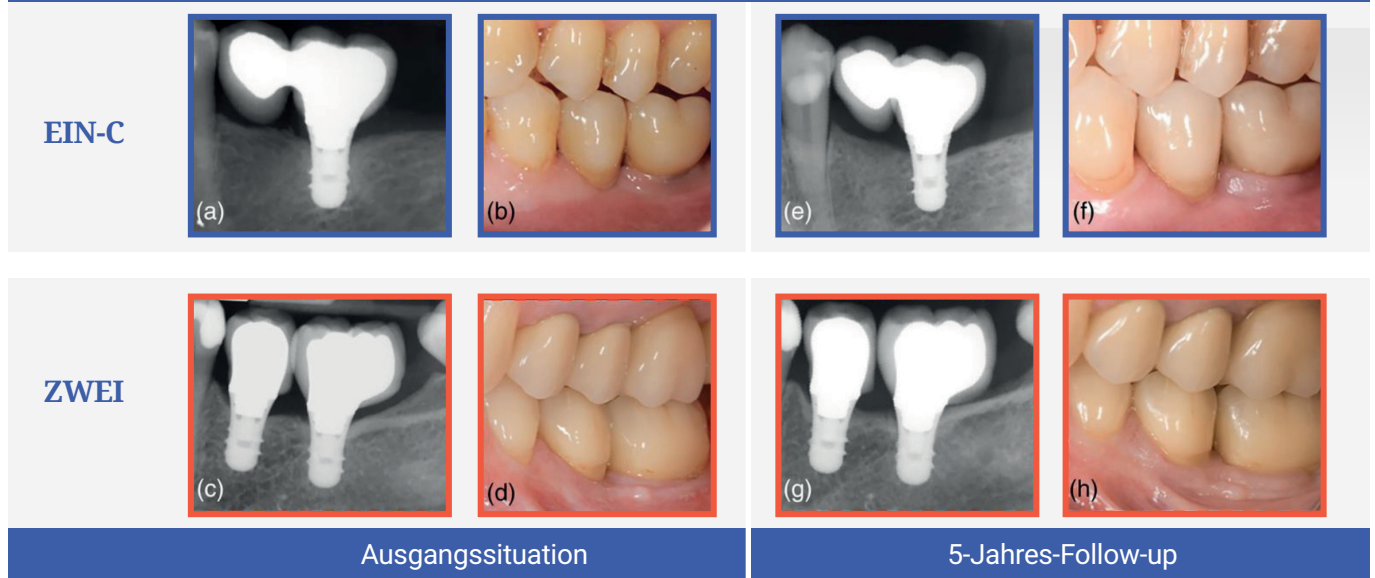 EIN-C
(a)
(b)
(e)
(f)
ZWEI
(c)
(d)
(g)
(h)
Ausgangssituation
5-Jahres-Follow-up